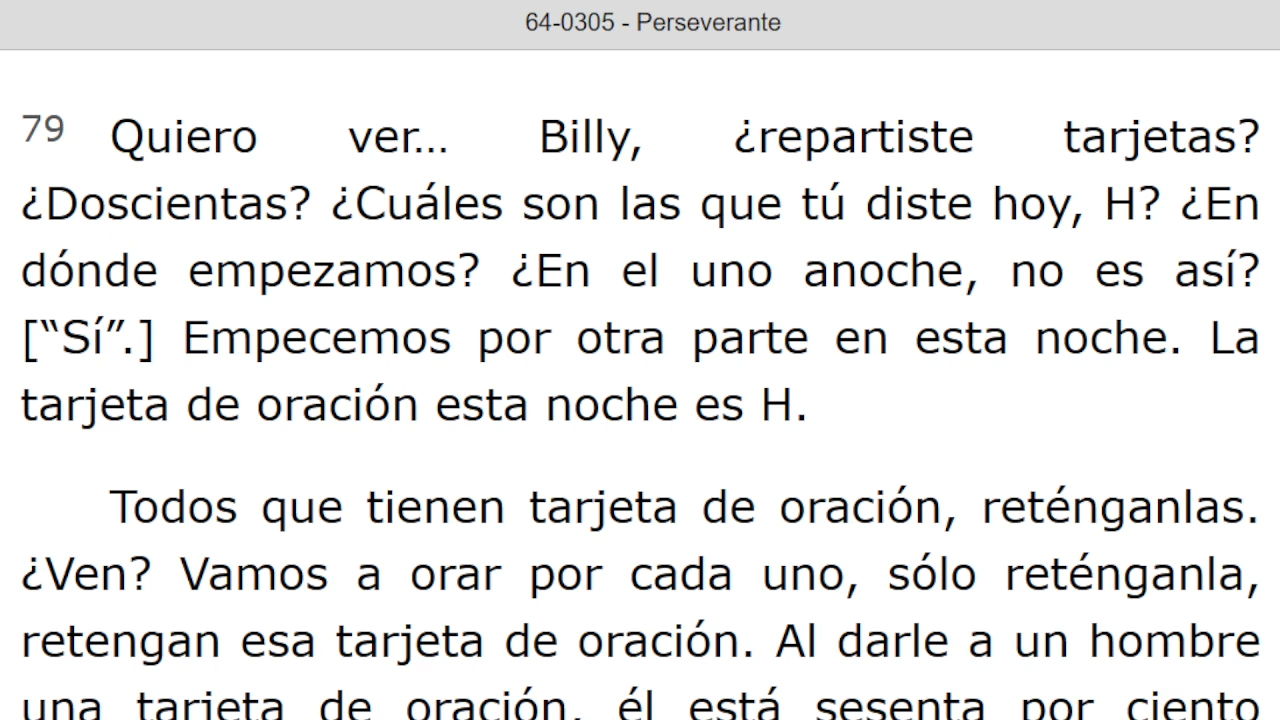 64-0305 - Perseverante
79 Quiero ver... Billy, ¿repartiste tarjetas?
¿Doscientas? ¿Cuáles son las que tú diste hoy, H? ¿En
dónde empezamos? ¿En el uno anoche, no es así?
[“Sí”.] Empecemos por otra parte en esta noche. La
tarjeta de oración esta noche es H.
Todos que tienen tarjeta de oración, reténganlas.
¿Ven? Vamos a orar por cada uno, sólo reténganla,
retengan esa tarjeta de oración. Al darle a un hombre
una tarjeta de oración, él está sesenta por ciento